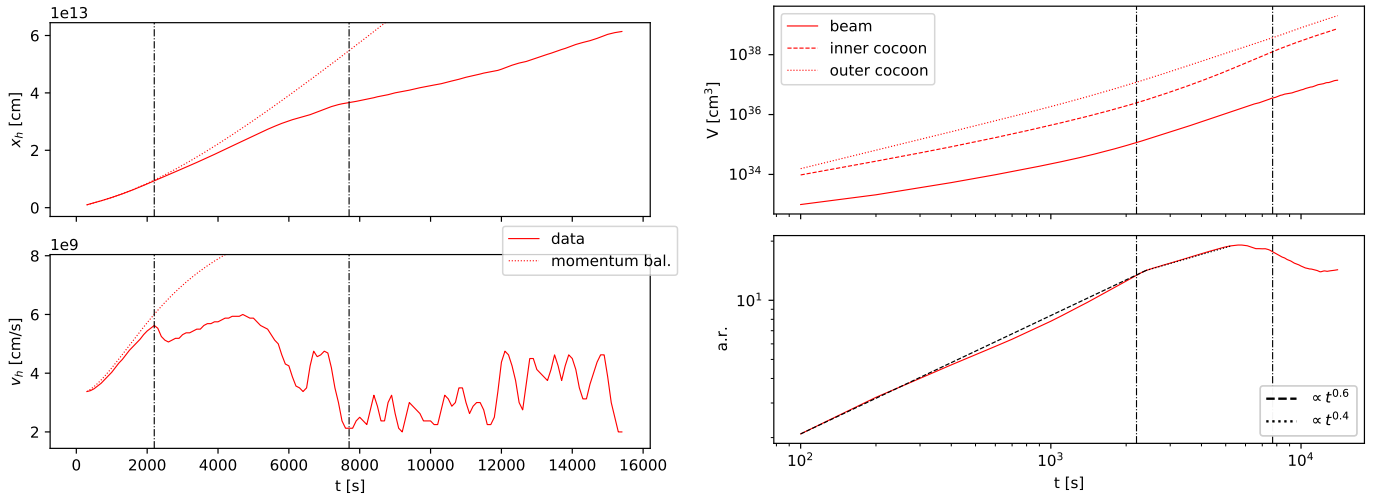 1e13
6
4
2
0
x_h [cm]
1e9
8
6
4
2
v_h [cm/s]
data
momentum bal.
0 2000 4000 6000 8000 10000 12000 14000 16000
t [s]
beam
inner cocoon
outer cocoon
10^38
10^36
10^34
V [cm^3]
10^1
a.r.
∝ t^0.6
∝ t^0.4
10^2 10^3 10^4
t [s]